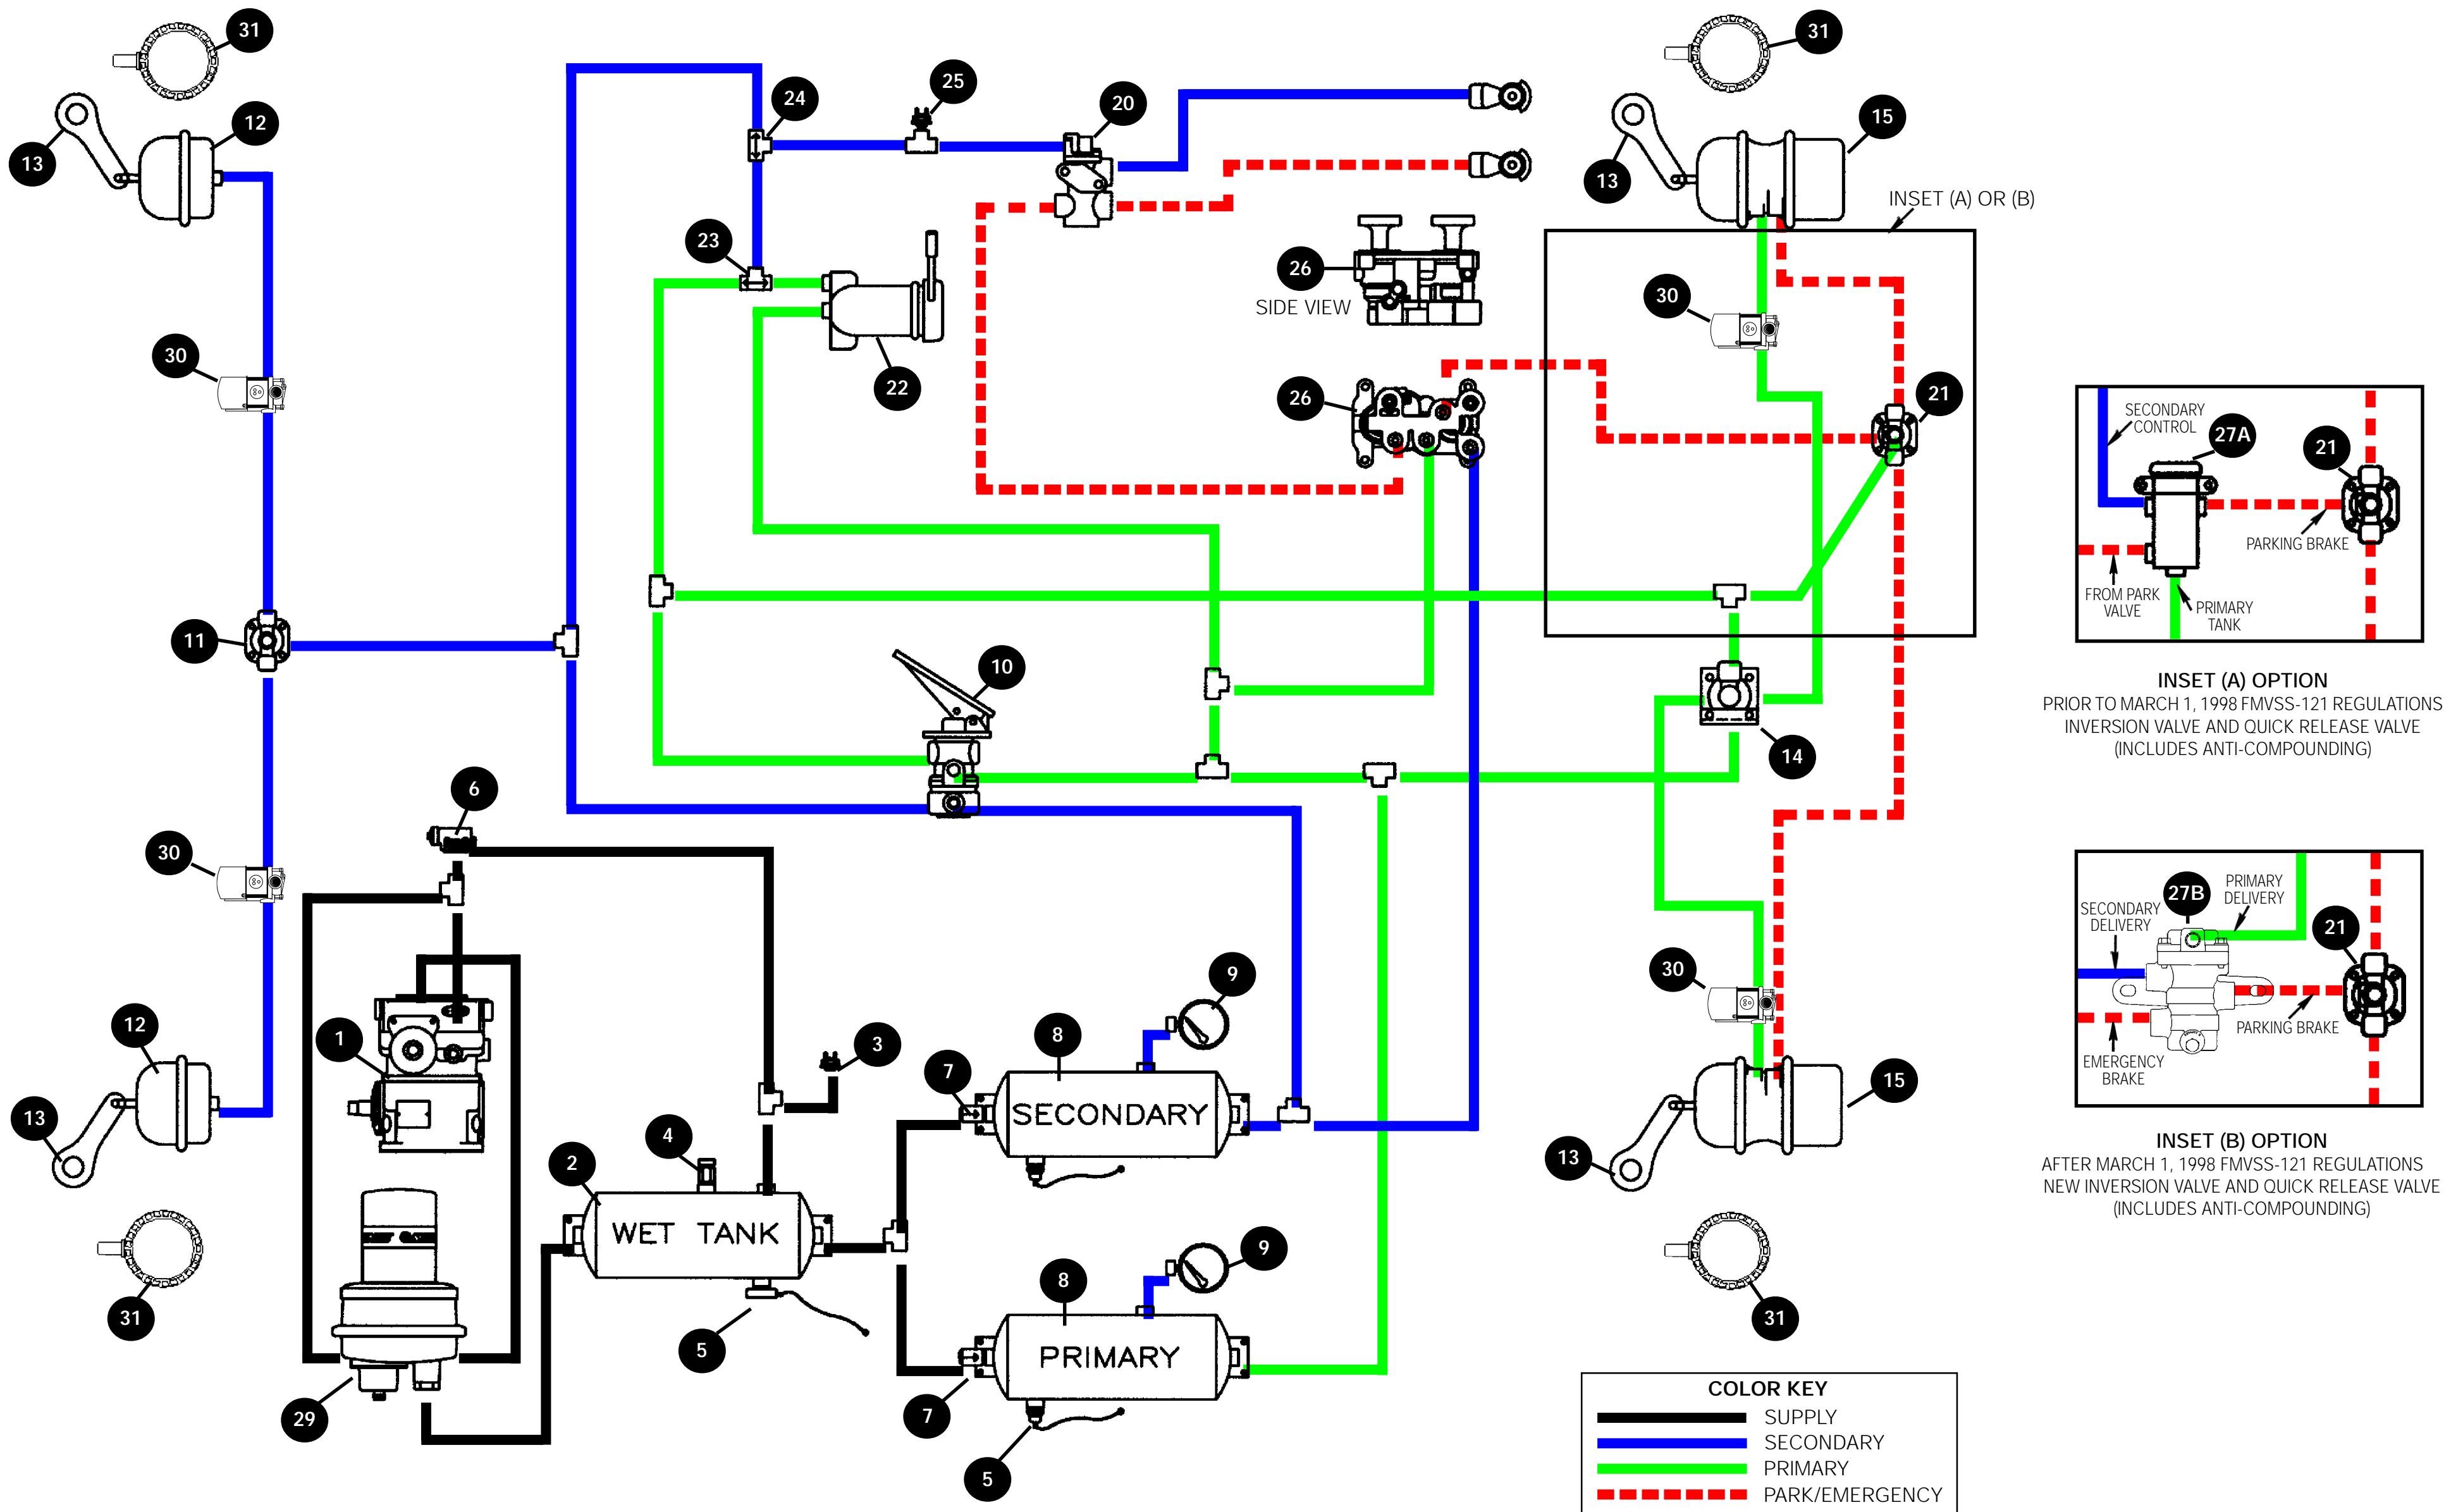 31
12
13
24
25
20
31
13
15
INSET (A) OR (B)
23
22
26
SIDE VIEW
26
30
21
30
11
10
14
SECONDARY
CONTROL
27A
21
PARKING BRAKE
FROM PARK
VALVE
PRIMARY
TANK
INSET (A) OPTION
PRIOR TO MARCH 1, 1998 FMVSS-121 REGULATIONS
INVERSION VALVE AND QUICK RELEASE VALVE
(INCLUDES ANTI-COMPOUNDING)
6
30
12
13
1
31
29
3
4
2
WET TANK
5
7
8
9
SECONDARY
8
9
PRIMARY
7
5
30
13
15
31
SECONDARY
DELIVERY
27B
PRIMARY
DELIVERY
21
PARKING BRAKE
EMERGENCY
BRAKE
INSET (B) OPTION
AFTER MARCH 1, 1998 FMVSS-121 REGULATIONS
NEW INVERSION VALVE AND QUICK RELEASE VALVE
(INCLUDES ANTI-COMPOUNDING)
COLOR KEY
SUPPLY
SECONDARY
PRIMARY
PARK/EMERGENCY